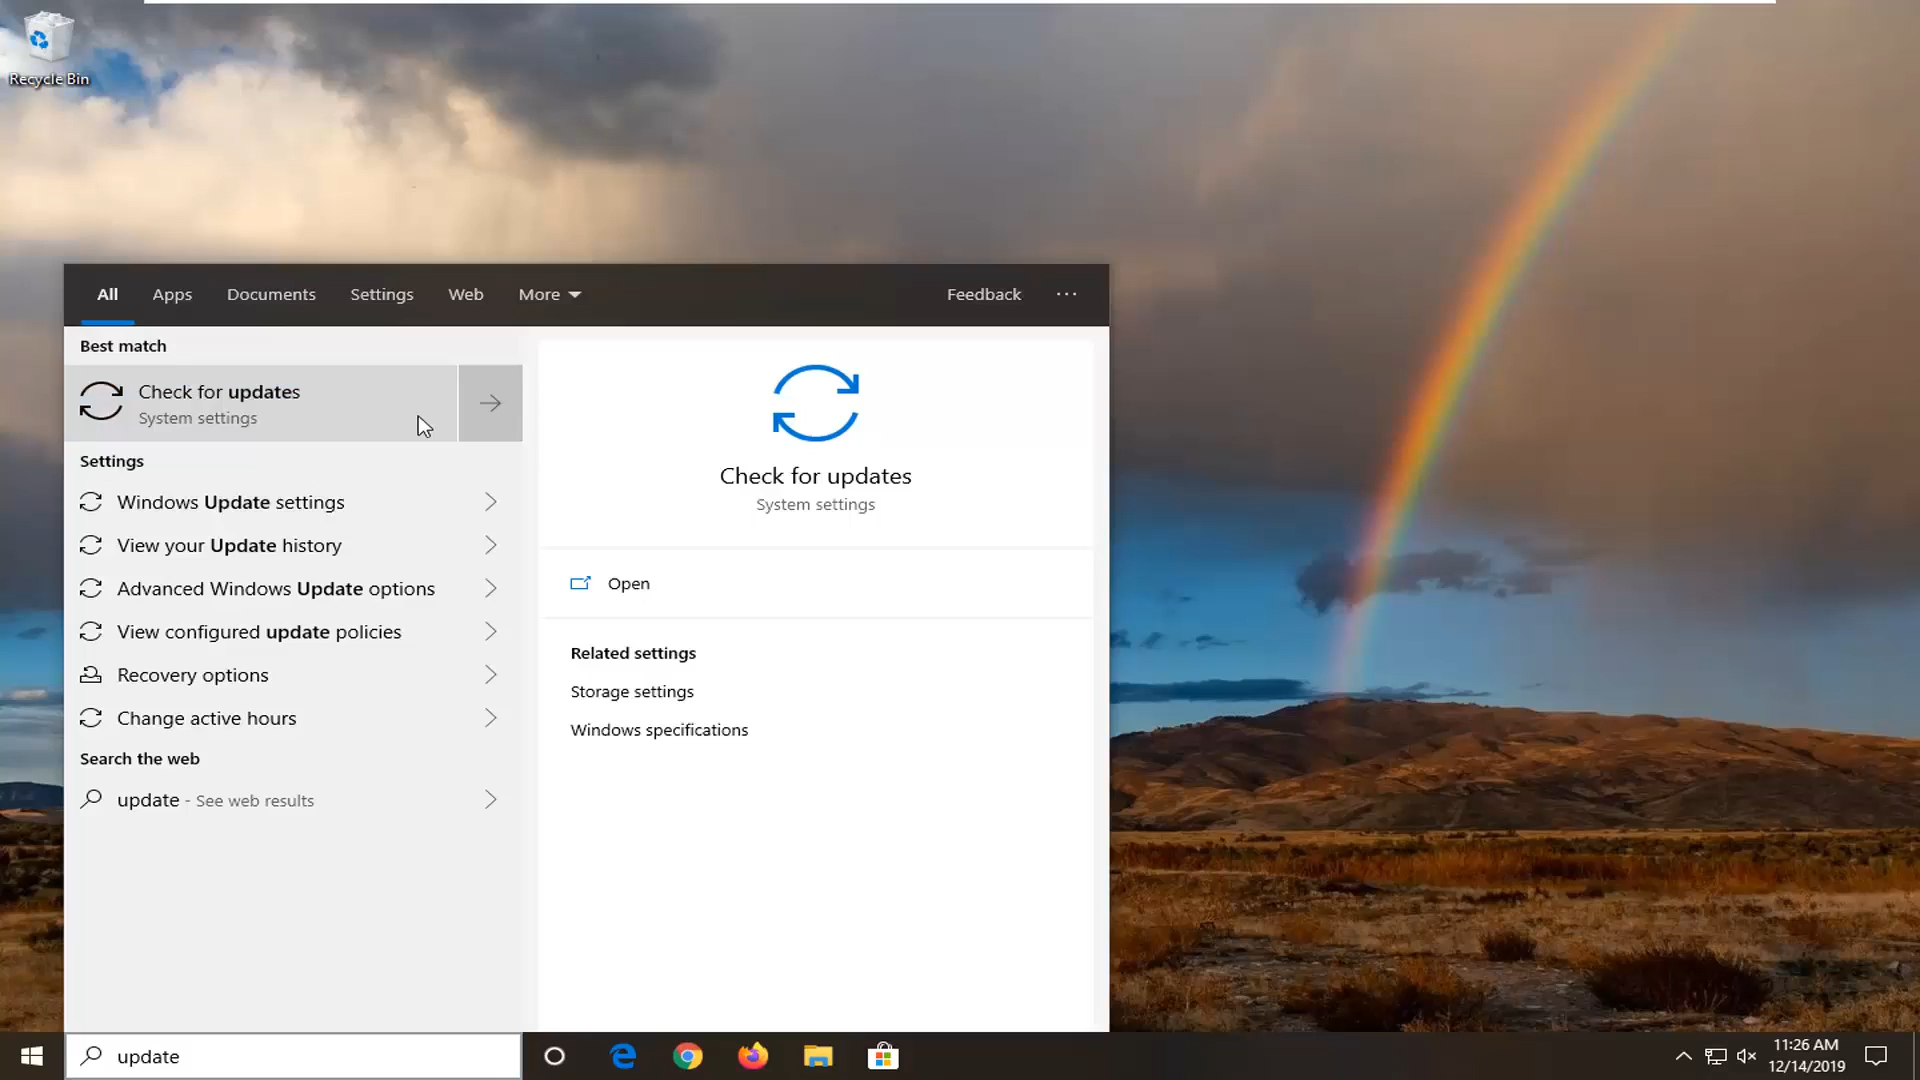 Recycle Bin
All Apps Documents Settings Web More Feedback ...
Best match
Check for updates
System settings
Settings
Windows Update settings
View your Update history
Advanced Windows Update options
View configured update policies
Recovery options
Change active hours
Search the web
update - See web results
Check for updates
System settings
Open
Related settings
Storage settings
Windows specifications
update
11:26 AM
12/14/2019